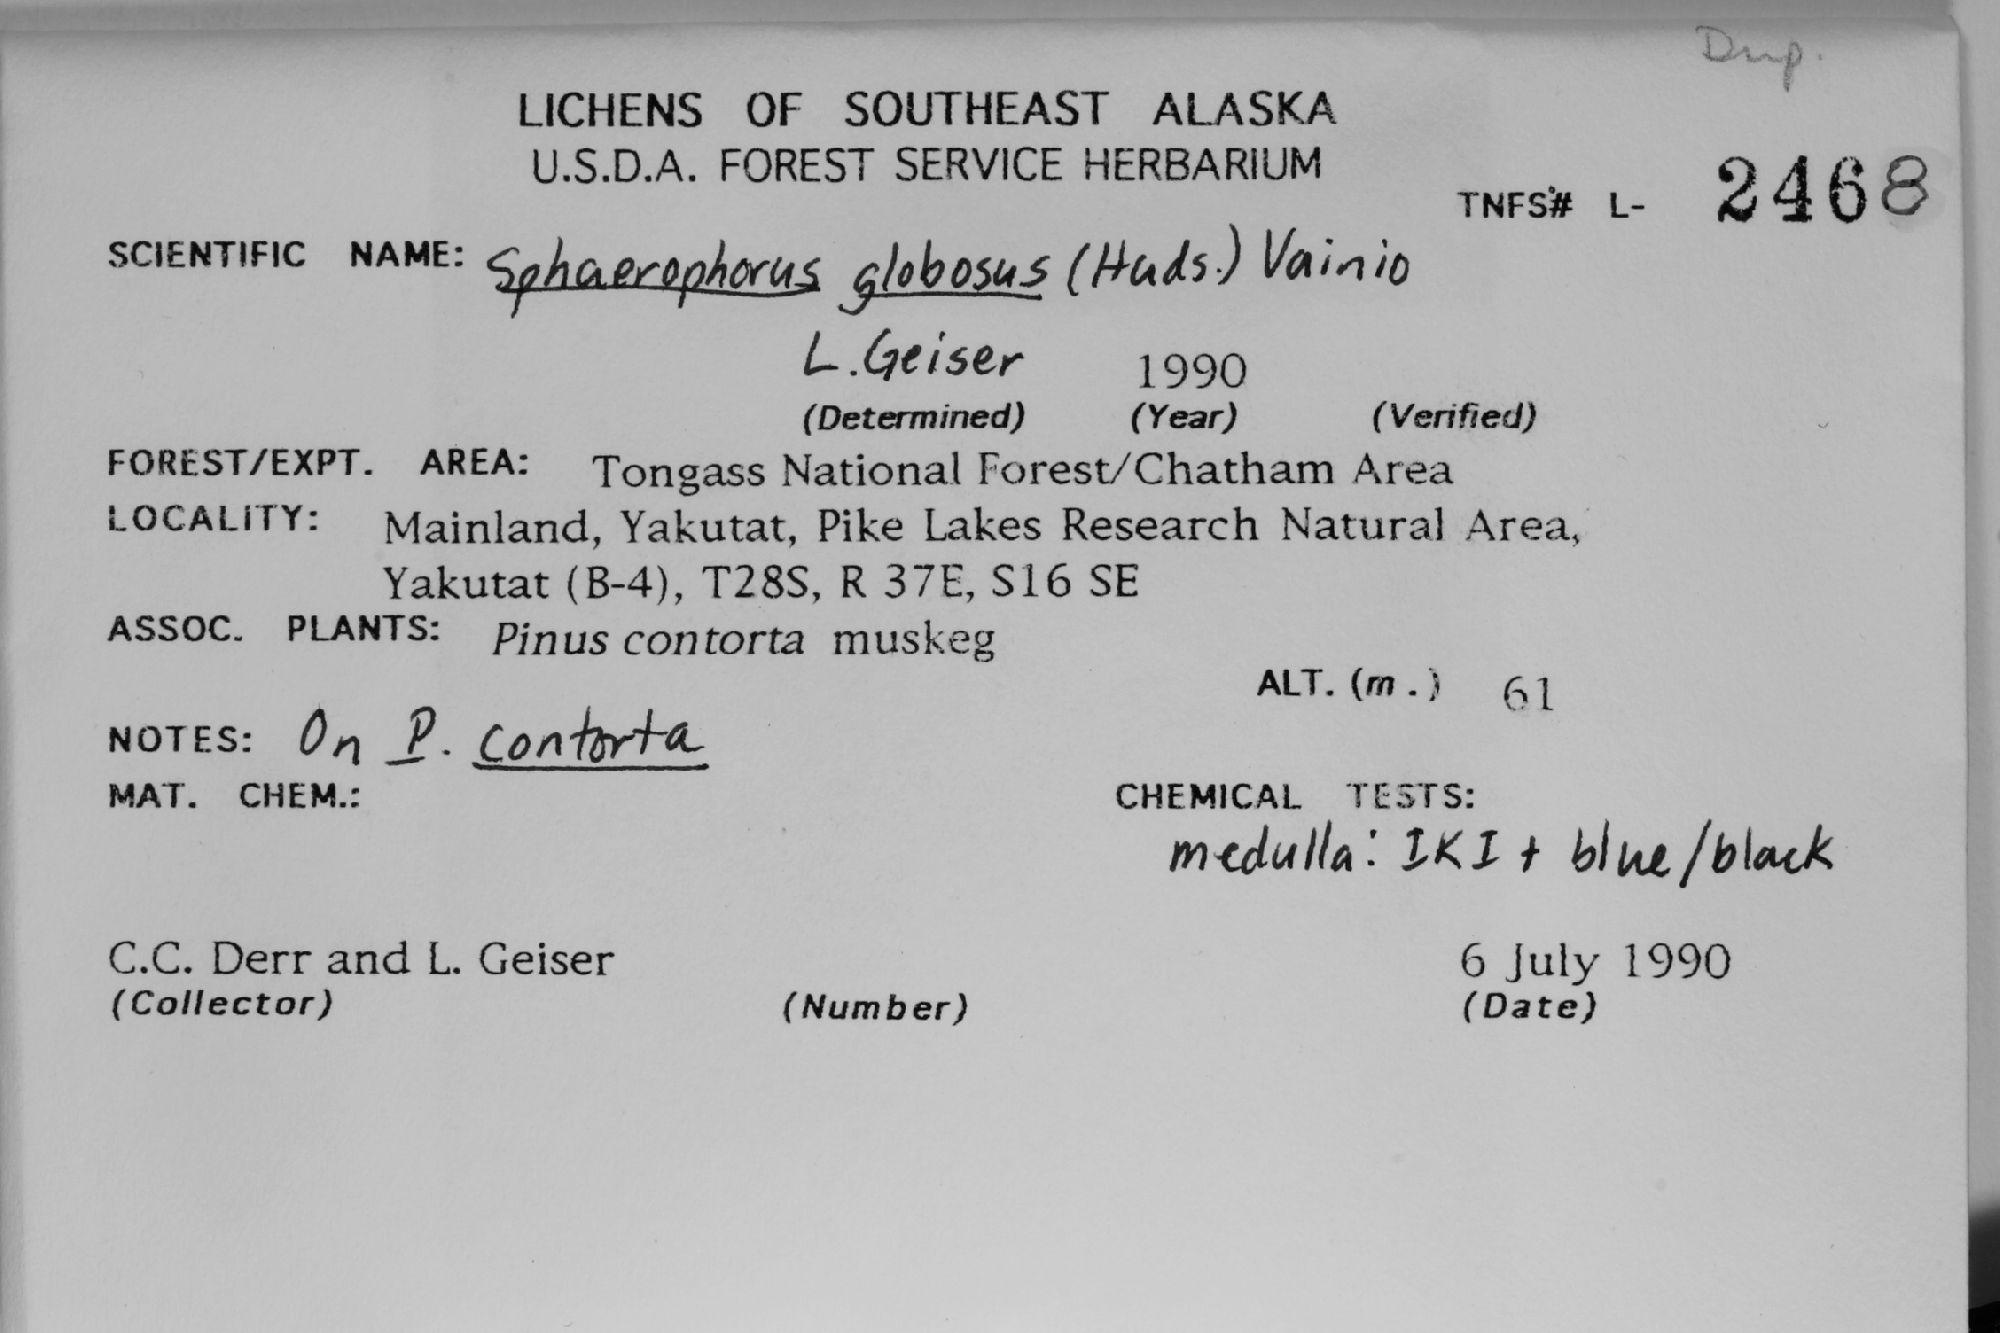 Dup.
LICHENS OF SOUTHEAST ALASKA
U.S.D.A. FOREST SERVICE HERBARIUM
TNFS# L- 2468
SCIENTIFIC NAME: Sphaerophorus globosus (Huds.) Vainio
L. Geiser 1990
(Determined) (Year) (Verified)
FOREST/EXPT. AREA: Tongass National Forest/Chatham Area
LOCALITY: Mainland, Yakutat, Pike Lakes Research Natural Area,
Yakutat (B-4), T28S, R 37E, S16 SE
ASSOC. PLANTS: Pinus contorta muskeg
ALT. (m.) 61
NOTES: On P. contorta
MAT. CHEM.: CHEMICAL TESTS:
medulla: IKI + blue/black
C.C. Derr and L. Geiser 6 July 1990
(Collector) (Number) (Date)